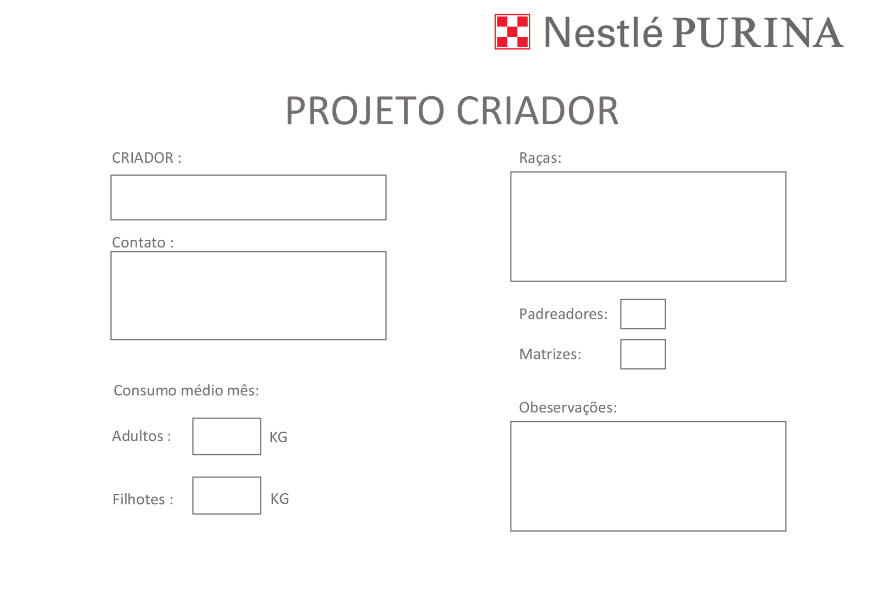 Nestlé PURINA
PROJETO CRIADOR
CRIADOR :
Contato :
Consumo médio mês:
Adultos : KG
Filhotes : KG
Raças:
Padreadores:
Matrizes:
Obeservações: